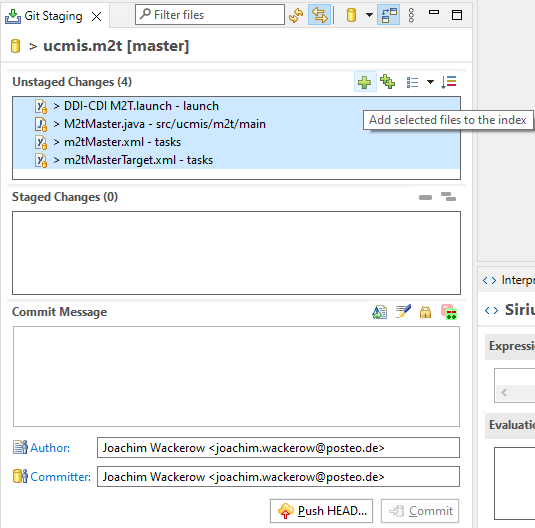 Git Staging
Filter files
> ucmis.m2t [master]
Unstaged Changes (4)
> DDI-CDI M2T.launch - launch
> M2tMaster.java - src/ucmis/m2t/main
> m2tMaster.xml - tasks
> m2tMasterTarget.xml - tasks
Add selected files to the index
Staged Changes (0)
Commit Message
Author:
Joachim Wackerow <joachim.wackerow@posteo.de>
Committer:
Joachim Wackerow <joachim.wackerow@posteo.de>
Push HEAD...
Commit
Interpr
Siriu
Expressio
Evaluatio